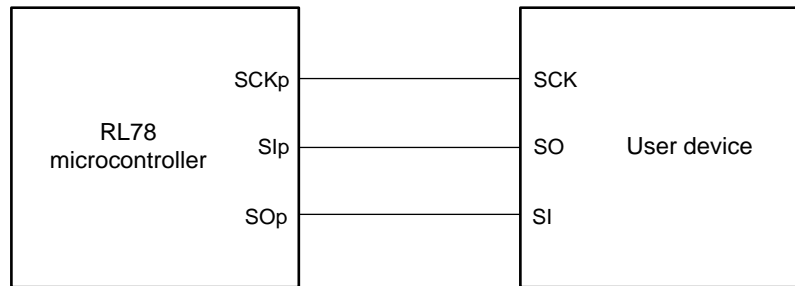 SCKp
SCK
RL78
microcontroller
SIp
SO
User device
SOp
SI